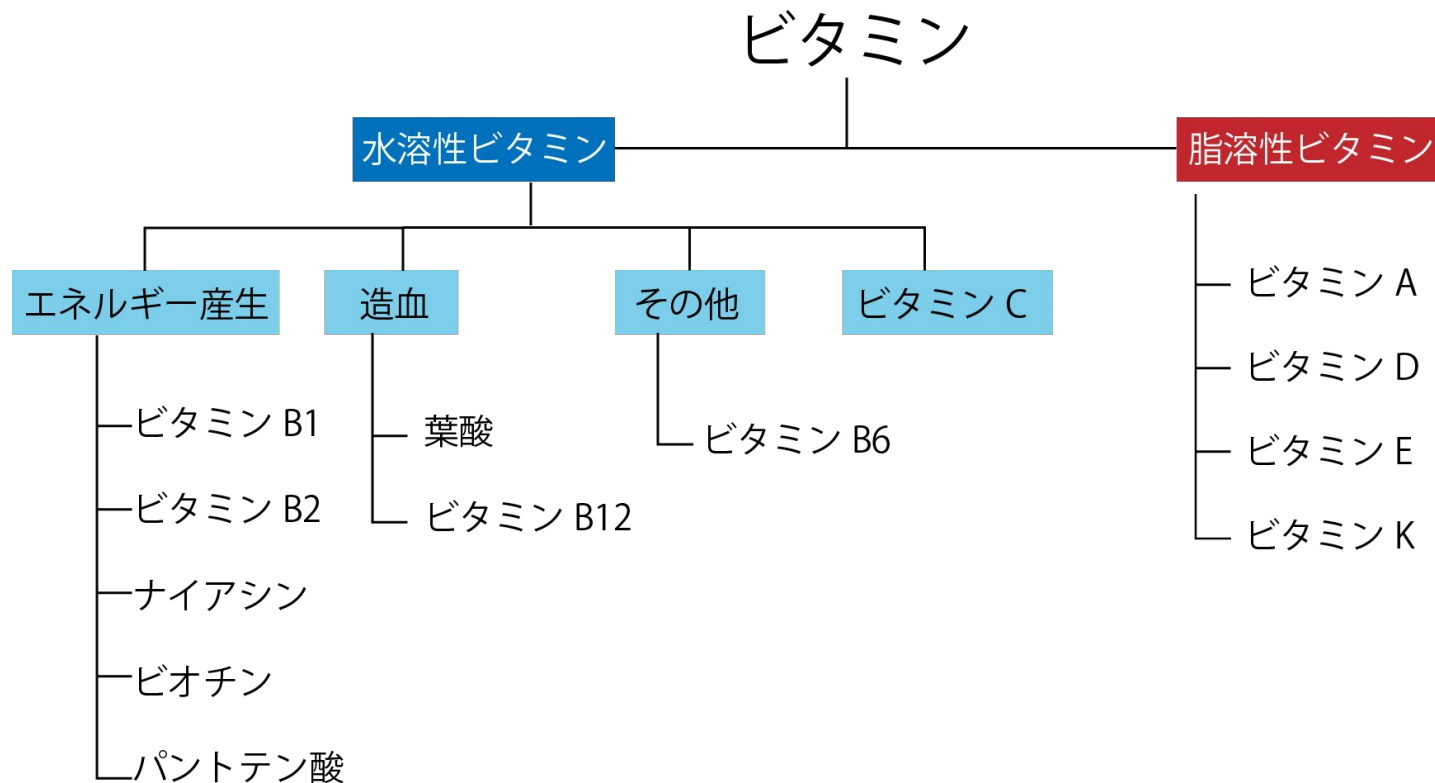 ビタミン
水溶性ビタミン
脂溶性ビタミン
エネルギー産生
造血
その他
ビタミン C
ビタミン B1
ビタミン B2
ナイアシン
ビオチン
パントテン酸
葉酸
ビタミン B12
ビタミン B6
ビタミン A
ビタミン D
ビタミン E
ビタミン K